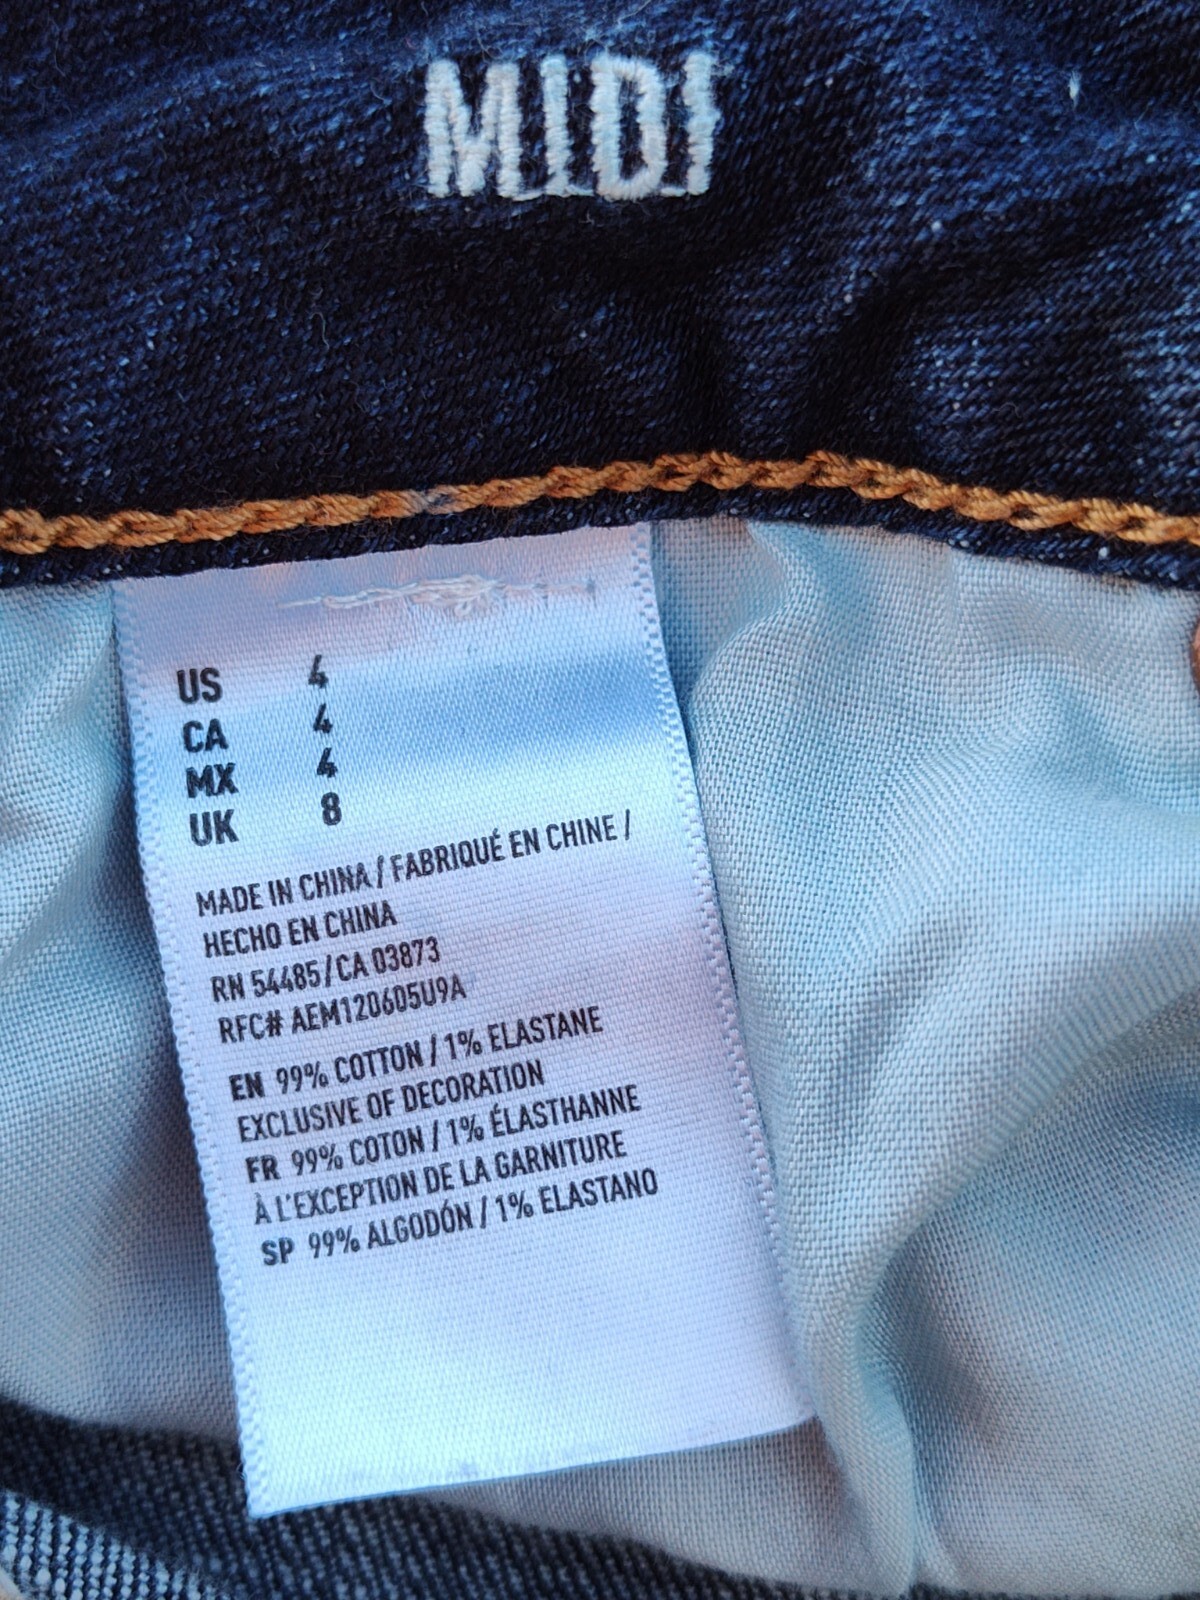 MIDI
US 4
CA 4
MX 4
UK 8
MADE IN CHINA / FABRIQUÉ EN CHINE /
HECHO EN CHINA
RN 54485/CA 03873
RFC# AEM120605U9A
EN 99% COTTON / 1% ELASTANE
EXCLUSIVE OF DECORATION
FR 99% COTON / 1% ÉLASTHANNE
À L'EXCEPTION DE LA GARNITURE
SP 99% ALGODÓN / 1% ELASTANO